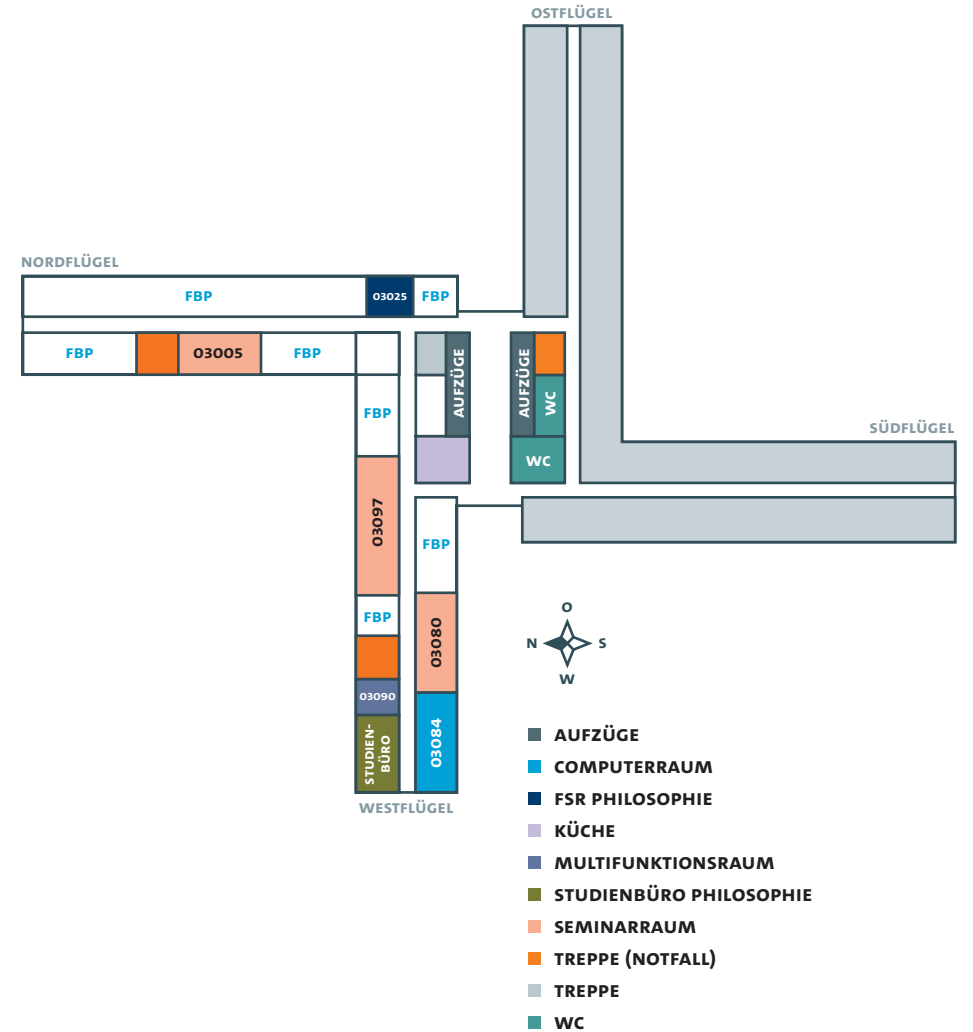 OSTFLÜGEL
NORDFLÜGEL
FBP
03025
FBP
FBP
03005
FBP
AUFZÜGE
AUFZÜGE
WC
FBP
SÜDFLÜGEL
WC
03097
FBP
FBP
03080
03090
STUDIEN-
BÜRO
03084
WESTFLÜGEL
O
N
S
W
AUFZÜGE
COMPUTERRAUM
FSR PHILOSOPHIE
KÜCHE
MULTIFUNKTIONSRAUM
STUDIENBÜRO PHILOSOPHIE
SEMINARRAUM
TREPPE (NOTFALL)
TREPPE
WC